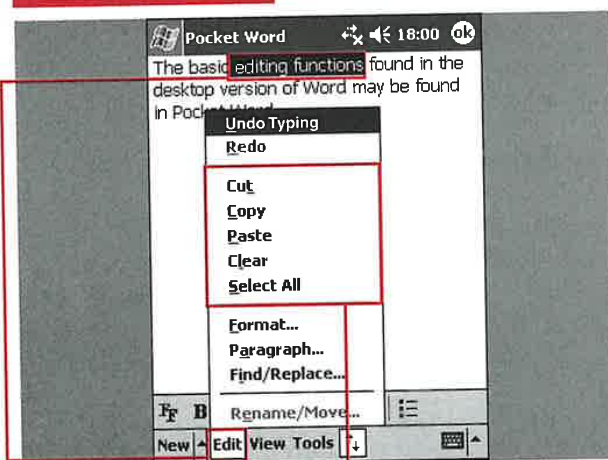 Pocket Word 18:00 ok
The basic editing functions found in the
desktop version of Word may be found
in Pocket Word
Undo Typing
Redo
Cut
Copy
Paste
Clear
Select All
Format...
Paragraph...
Find/Replace...
Rename/Move...
FF B
New Edit View Tools